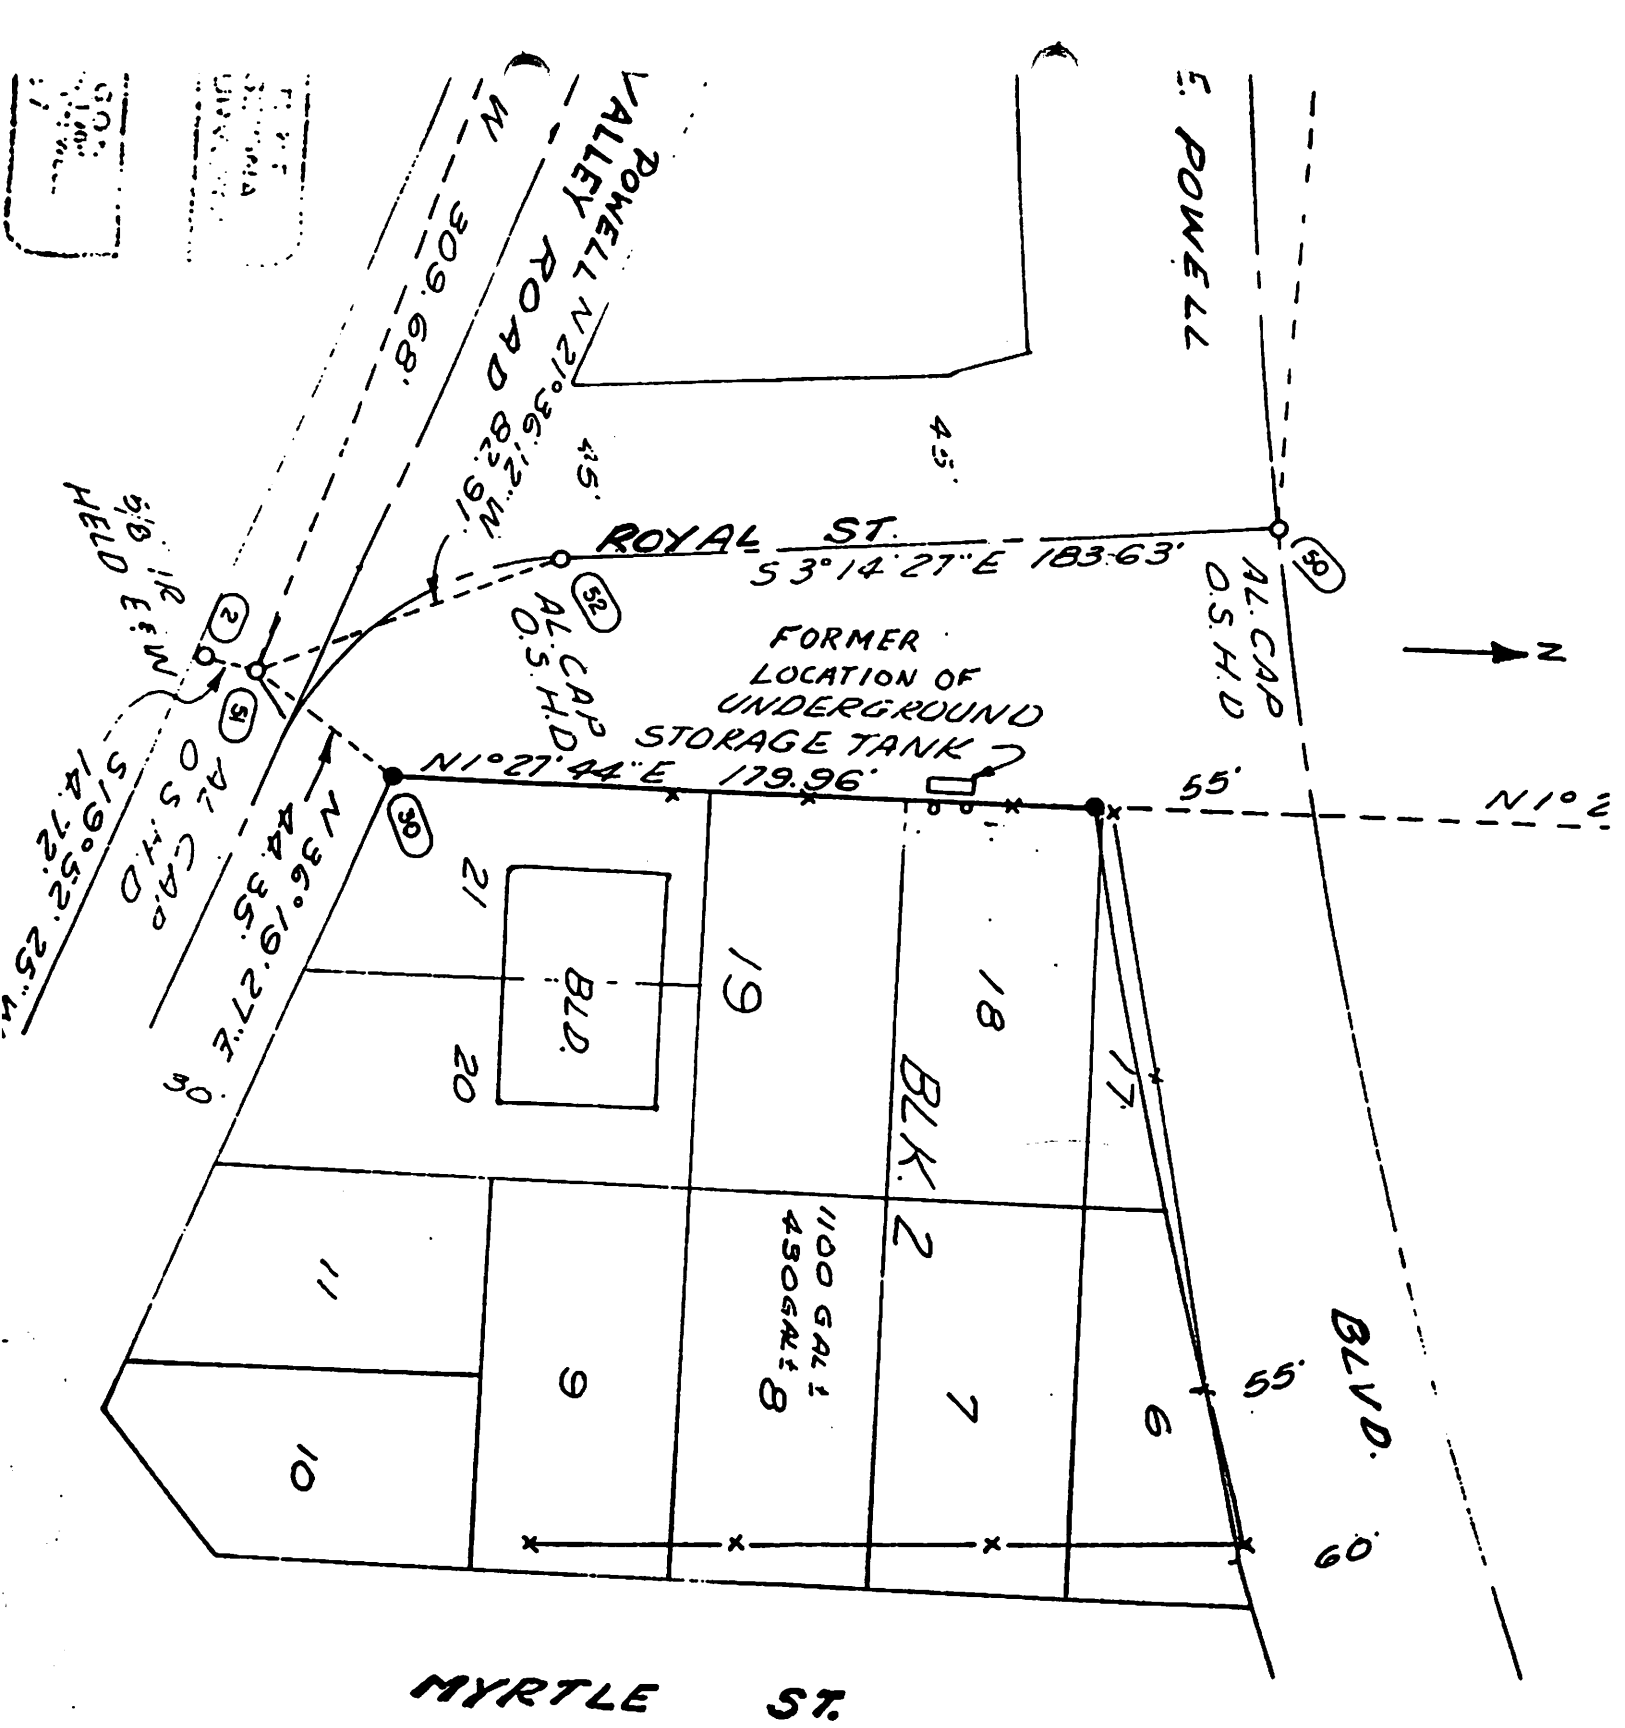 E. POWELL
BLVD.
POWELL
VALLEY ROAD
N 21° 36' 12" W
82.91'
W 309.68'
45'
45'
ROYAL ST.
S 3° 14' 27" E 183.63'
50
AL. CAP
O.S.H.D
52
AL. CAP
O.S.H.D
N
FORMER
LOCATION OF
UNDERGROUND
STORAGE TANK
N 1° 27' 44" E 179.96'
55'
N 1° 2
5/8" IR
HELD E&W
2
51
AL CAP
O S H.D
S 19° 52' 25" W
14.72'
N 36° 19' 27" E
44.35'
30'
30
21
20
BLD.
19
18
17
BLK. 2
1100 GAL ±
490 GAL ±
11
10
9
8
7
6
55'
60'
MYRTLE ST.